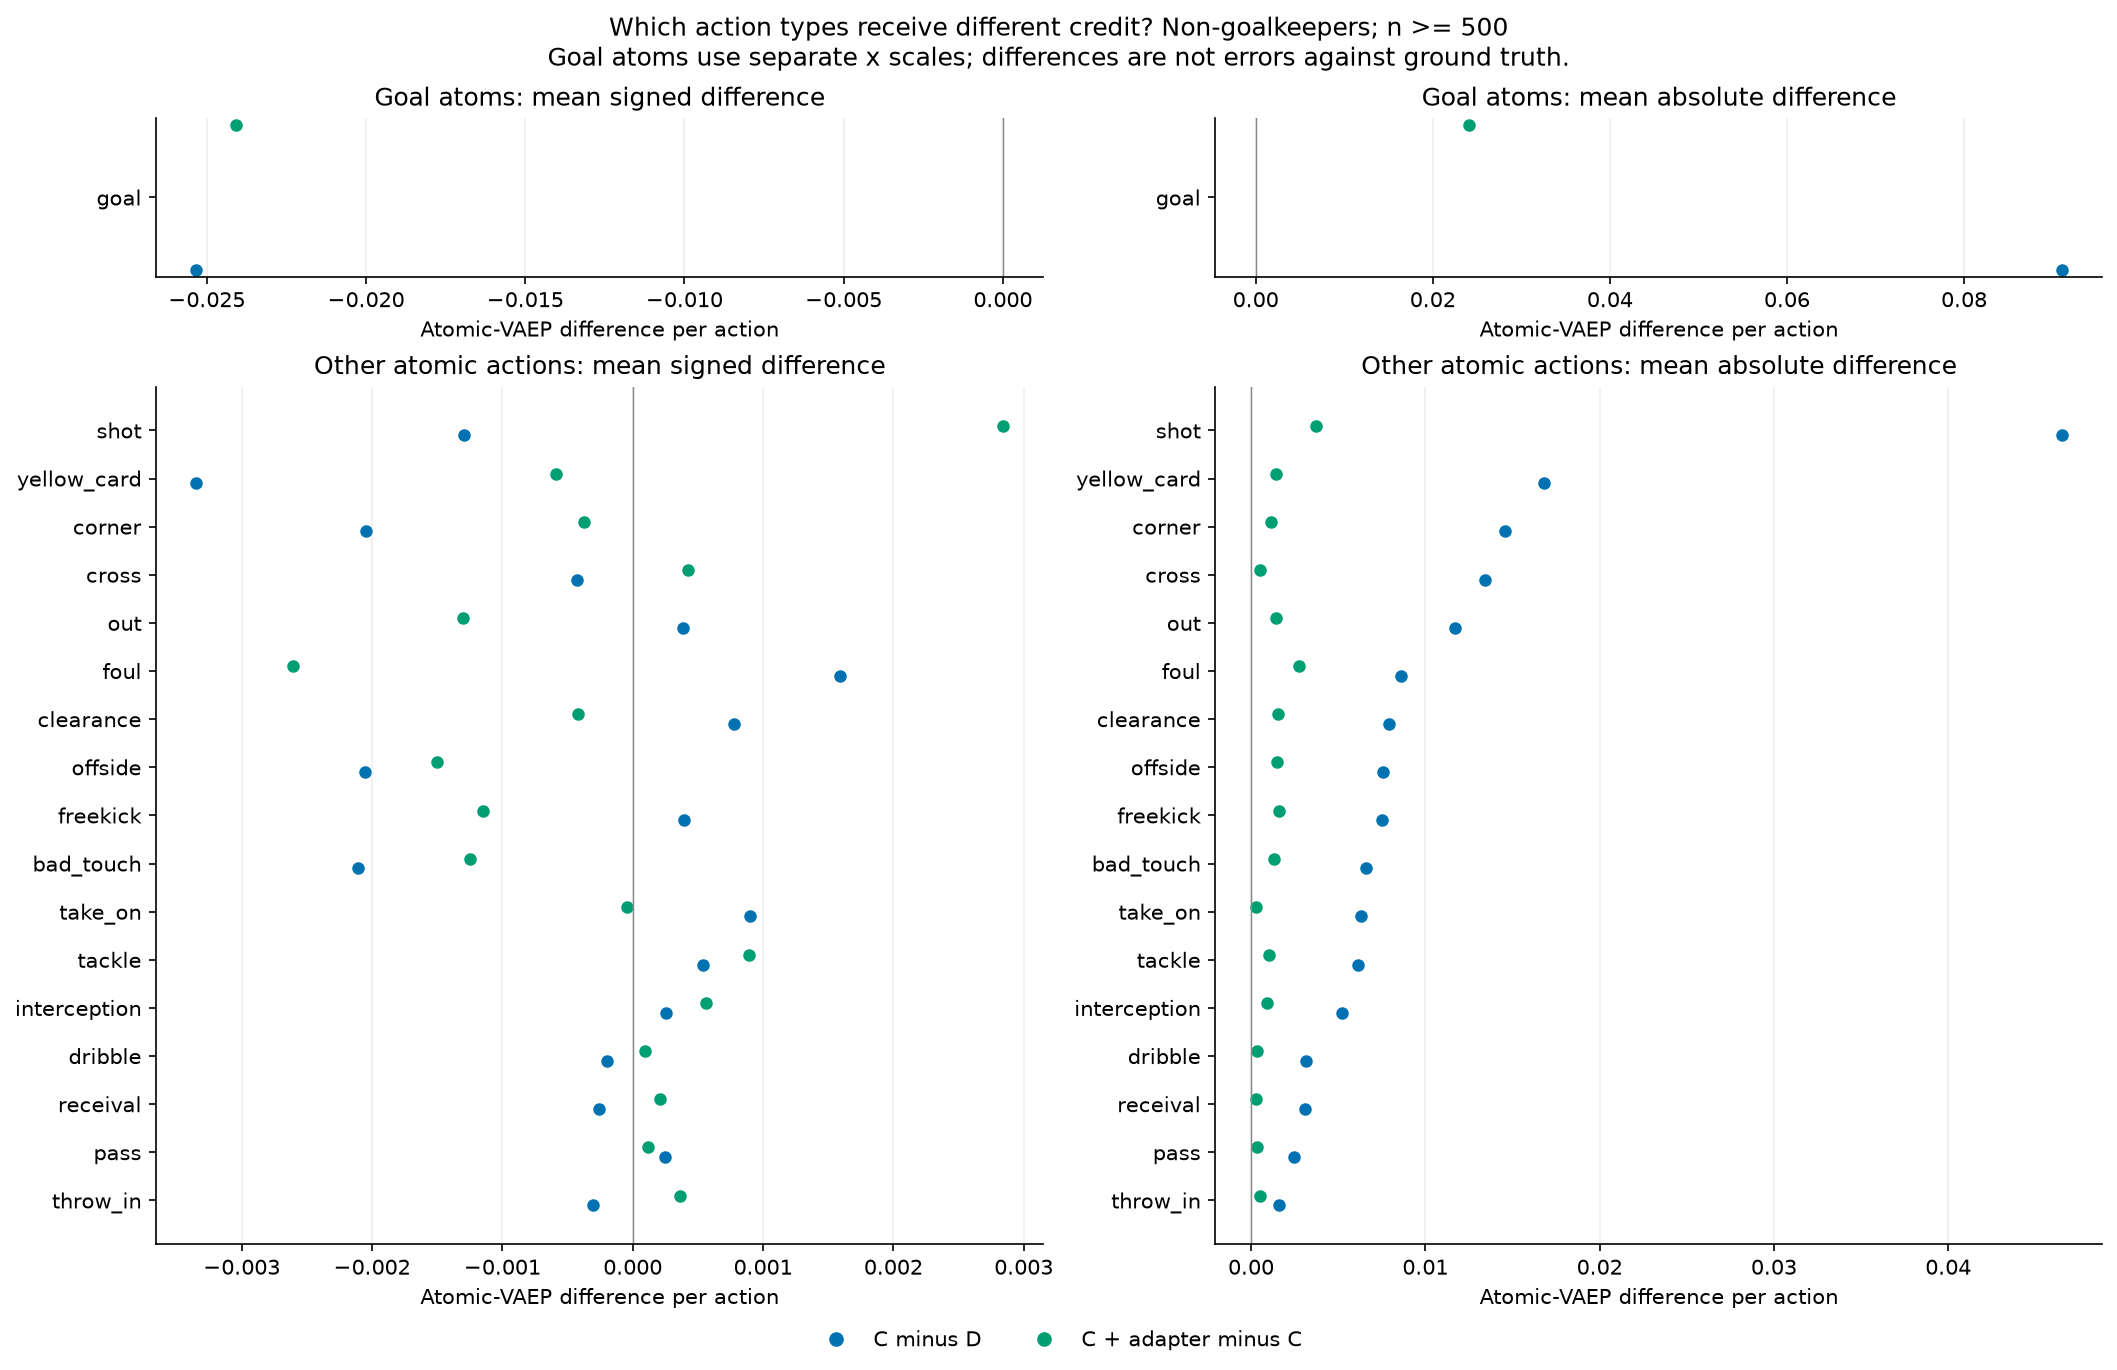 Which action types receive different credit? Non-goalkeepers; n >= 500
Goal atoms use separate x scales; differences are not errors against ground truth.
Goal atoms: mean signed difference
goal
−0.025 −0.020 −0.015 −0.010 −0.005 0.000
Atomic-VAEP difference per action
Goal atoms: mean absolute difference
goal
0.00 0.02 0.04 0.06 0.08
Atomic-VAEP difference per action
Other atomic actions: mean signed difference
shot
yellow_card
corner
cross
out
foul
clearance
offside
freekick
bad_touch
take_on
tackle
interception
dribble
receival
pass
throw_in
−0.003 −0.002 −0.001 0.000 0.001 0.002 0.003
Atomic-VAEP difference per action
Other atomic actions: mean absolute difference
shot
yellow_card
corner
cross
out
foul
clearance
offside
freekick
bad_touch
take_on
tackle
interception
dribble
receival
pass
throw_in
0.00 0.01 0.02 0.03 0.04
Atomic-VAEP difference per action
C minus D
C + adapter minus C